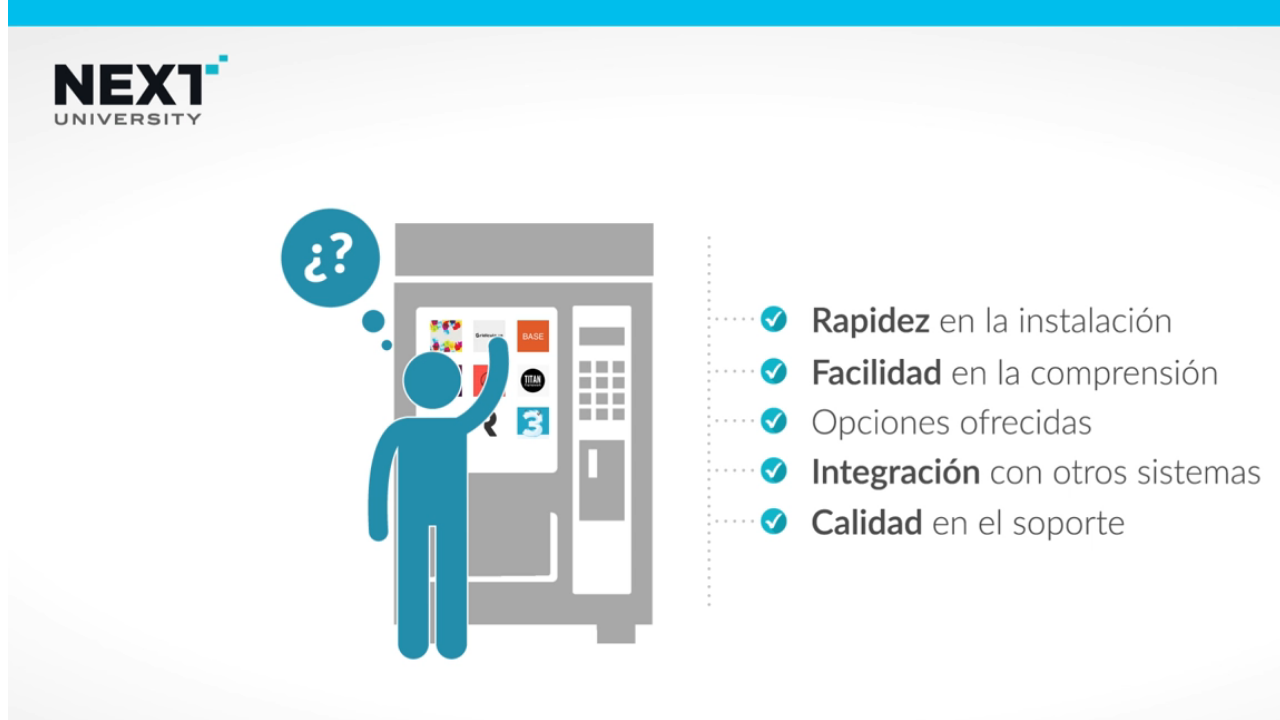 NEXT
UNIVERSITY
¿?
BASE
TITAN
3
Rapidez en la instalación
Facilidad en la comprensión
Opciones ofrecidas
Integración con otros sistemas
Calidad en el soporte